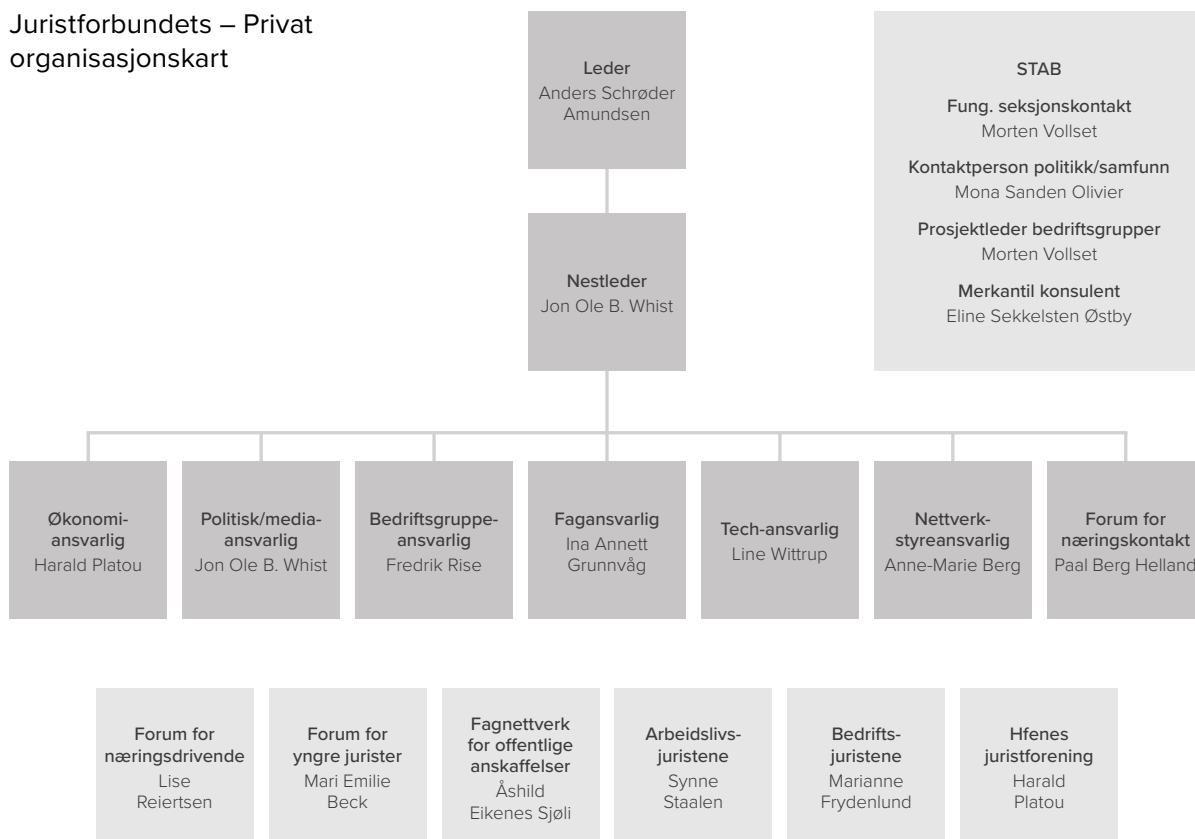 Juristforbundets – Privat
organisasjonskart
Leder
Anders Schrøder
Amundsen
STAB
Fung. seksjonskontakt
Morten Vollset
Kontaktperson politikk/samfunn
Mona Sanden Olivier
Prosjektleder bedriftsgrupper
Morten Vollset
Merkantil konsulent
Eline Sekkelsten Østby
Nestleder
Jon Ole B. Whist
Økonomi-
ansvarlig
Harald Platou
Politisk/media-
ansvarlig
Jon Ole B. Whist
Bedriftsgruppe-
ansvarlig
Fredrik Rise
Fagansvarlig
Ina Annett
Grunnvåg
Tech-ansvarlig
Line Wittrup
Nettverk-
styreansvarlig
Anne-Marie Berg
Forum for
næringskontakt
Paal Berg Helland
Forum for
næringsdrivende
Lise
Reiertsen
Forum for
yngre jurister
Mari Emilie
Beck
Fagnettverk
for offentlige
anskaffelser
Åshild
Eikenes Sjøli
Arbeidslivs-
juristene
Synne
Staalen
Bedrifts-
juristene
Marianne
Frydenlund
Hfenes
juristforening
Harald
Platou